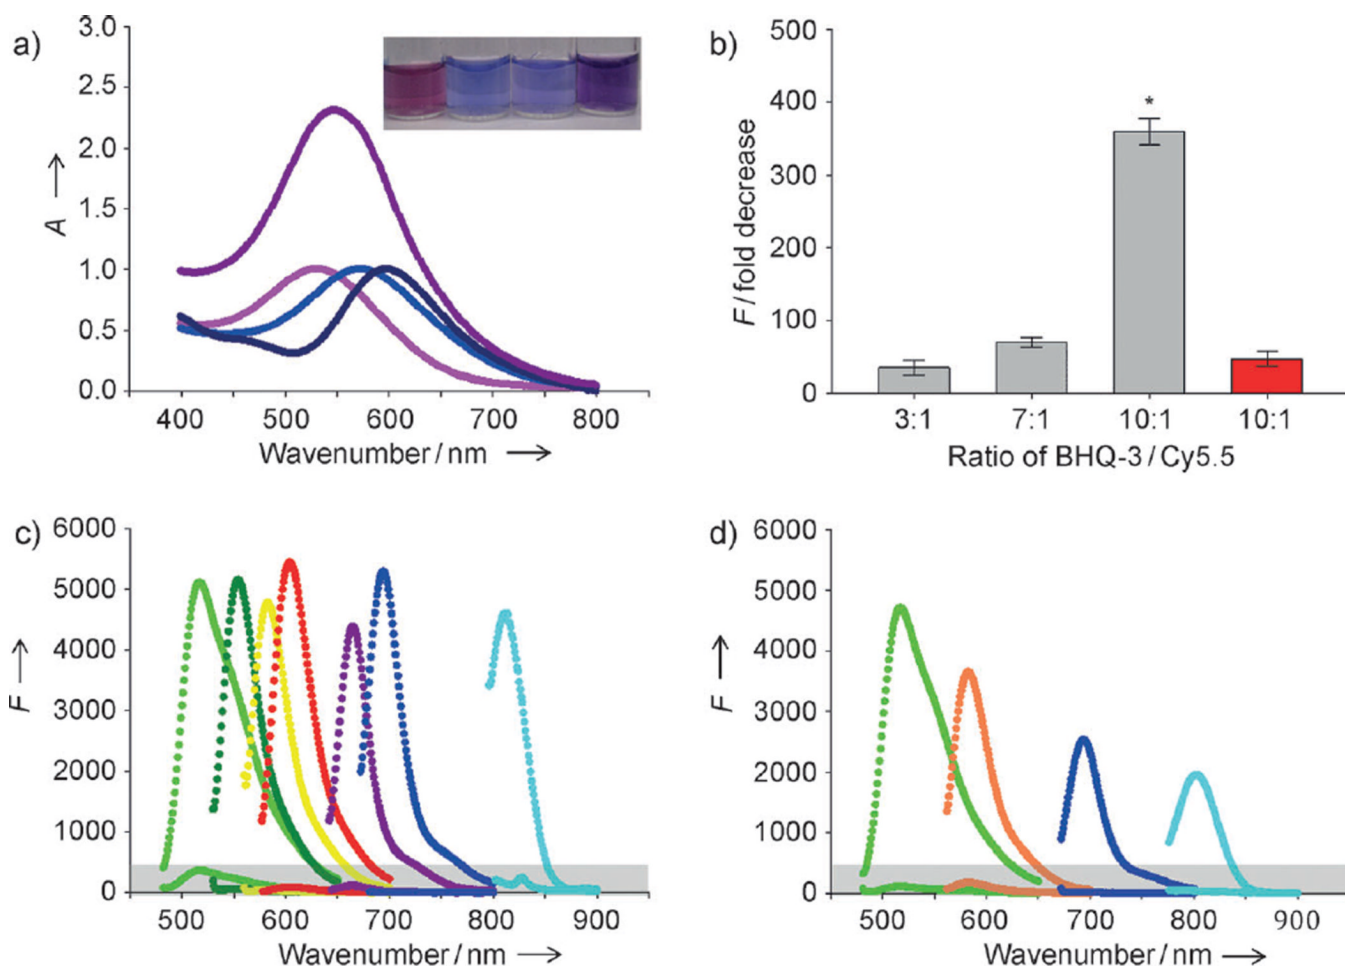 a)
A
3.0
2.5
2.0
1.5
1.0
0.5
0.0
400 500 600 700 800
Wavenumber / nm
b)
F / fold decrease
500
400
300
200
100
0
*
3:1 7:1 10:1 10:1
Ratio of BHQ-3 / Cy5.5
c)
F
6000
5000
4000
3000
2000
1000
0
500 600 700 800 900
Wavenumber / nm
d)
F
6000
5000
4000
3000
2000
1000
0
500 600 700 800 900
Wavenumber / nm